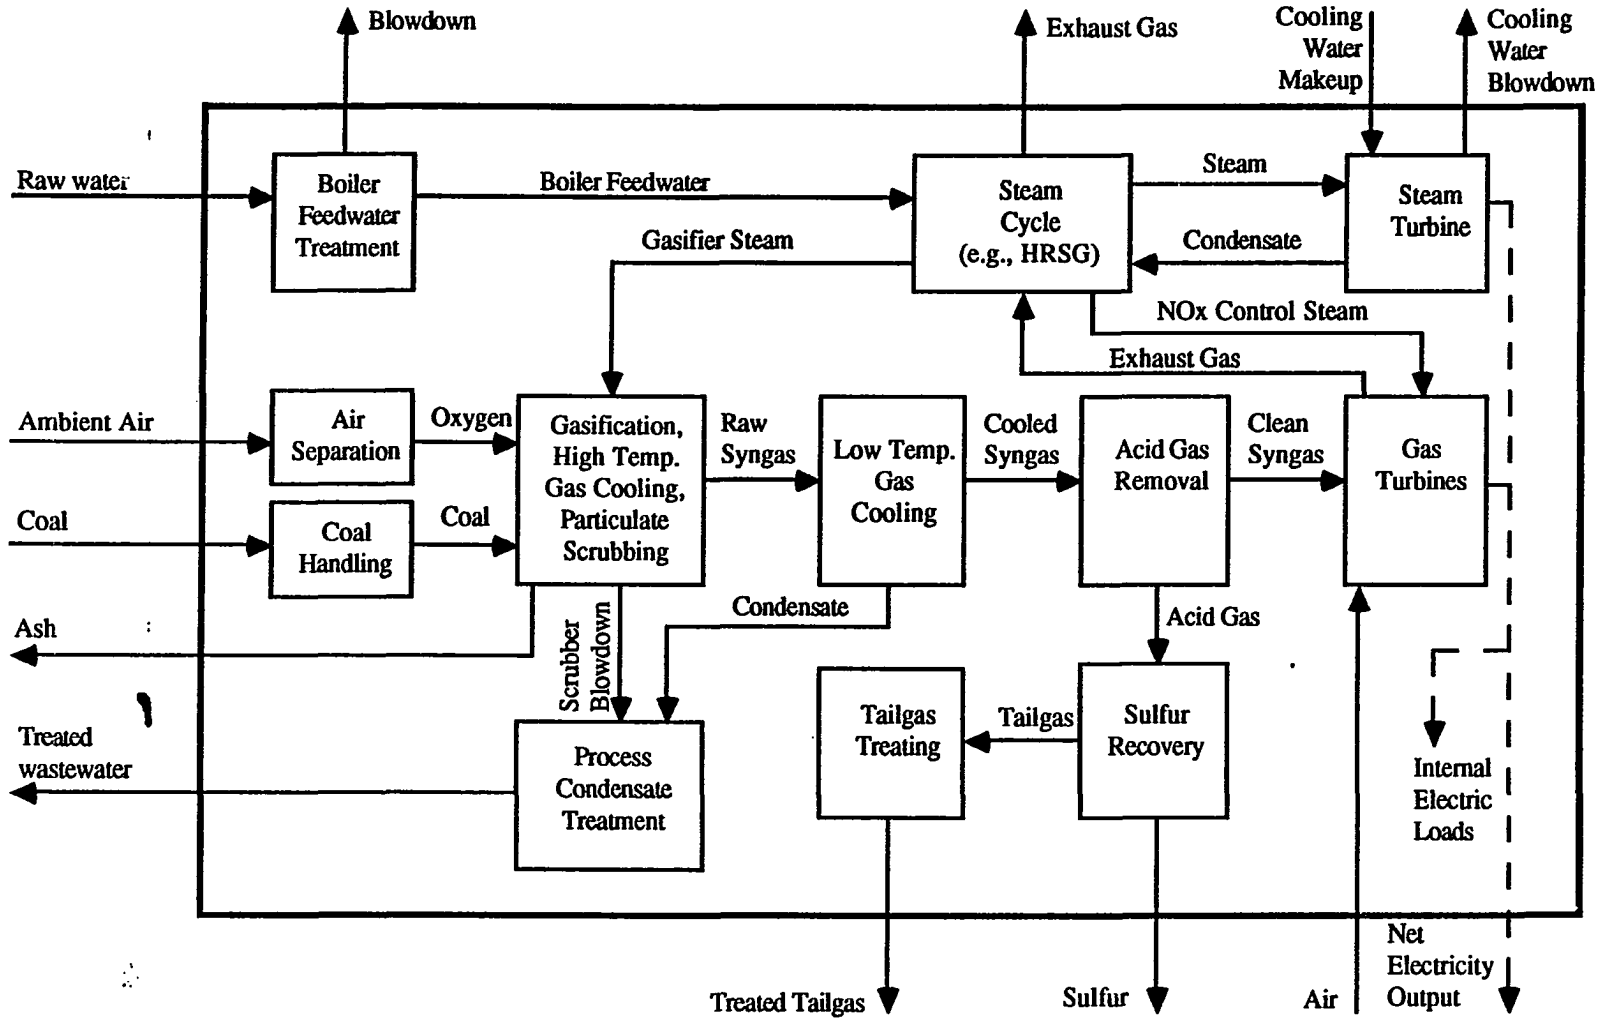 Blowdown
Exhaust Gas
Cooling
Water
Makeup
Cooling
Water
Blowdown
Raw water
Boiler
Feedwater
Treatment
Boiler Feedwater
Steam
Cycle
(e.g., HRSG)
Steam
Condensate
Steam
Turbine
Gasifier Steam
NOx Control Steam
Exhaust Gas
Ambient Air
Air
Separation
Oxygen
Coal
Coal
Handling
Coal
Gasification,
High Temp.
Gas Cooling,
Particulate
Scrubbing
Raw
Syngas
Low Temp.
Gas
Cooling
Cooled
Syngas
Acid Gas
Removal
Clean
Syngas
Gas
Turbines
Ash
Scrubber
Blowdown
Condensate
Acid Gas
Treated
wastewater
Process
Condensate
Treatment
Tailgas
Treating
Tailgas
Sulfur
Recovery
Internal
Electric
Loads
Treated Tailgas
Sulfur
Air
Net
Electricity
Output